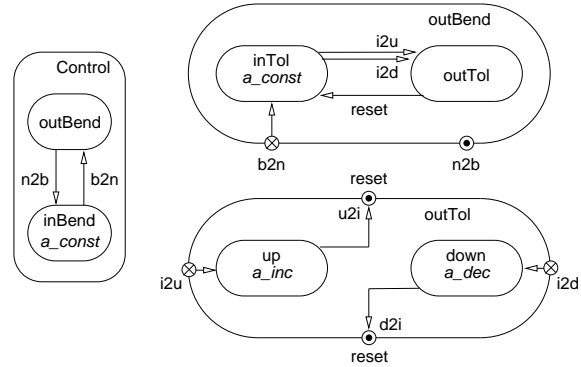 Control
outBend
n2b
b2n
inBend
a_const
outBend
inTol
a_const
i2u
i2d
outTol
reset
b2n
n2b
reset
outTol
u2i
up
a_inc
down
a_dec
i2u
i2d
d2i
reset